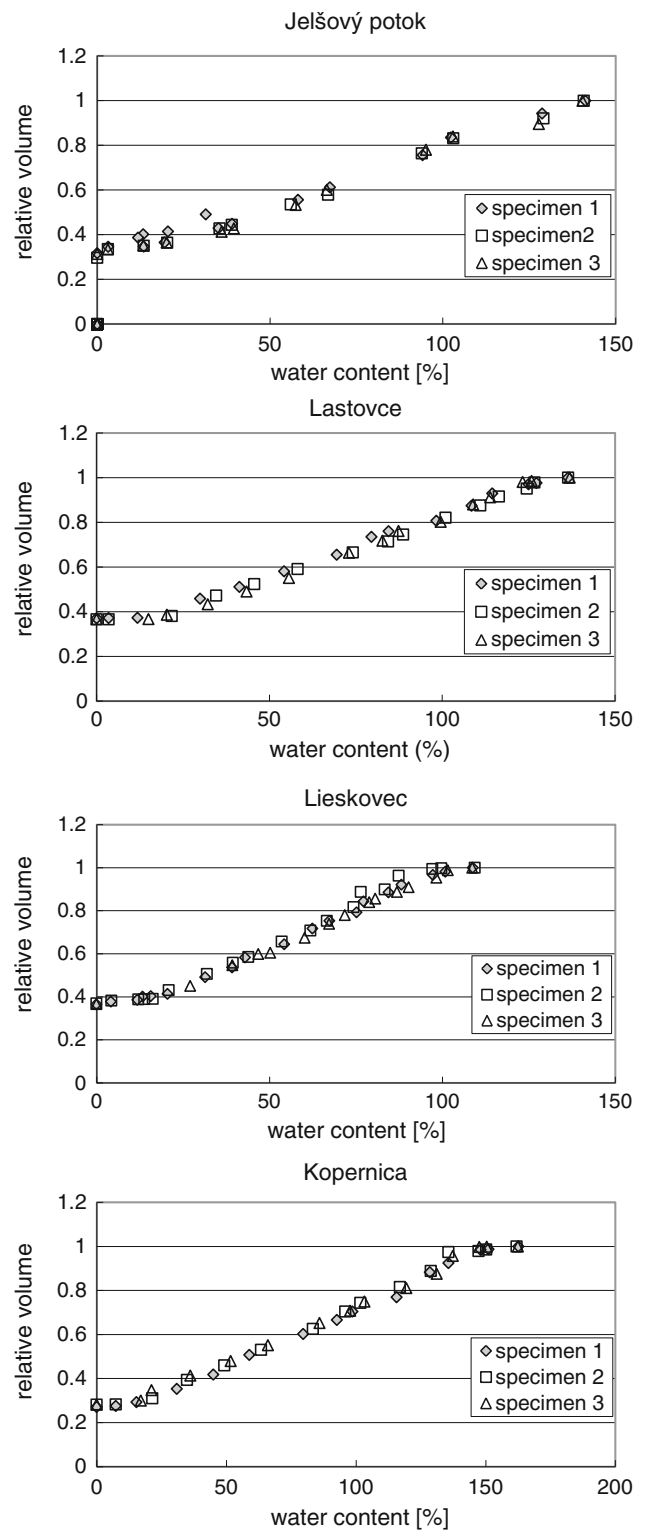 Jelšový potok
1.2
1
0.8
0.6
0.4
0.2
0
relative volume
specimen 1
specimen2
specimen 3
0 50 100 150
water content [%]
Lastovce
1.2
1
0.8
0.6
0.4
0.2
0
relative volume
specimen 1
specimen 2
specimen 3
0 50 100 150
water content (%)
Lieskovec
1.2
1
0.8
0.6
0.4
0.2
0
relative volume
specimen 1
specimen 2
specimen 3
0 50 100 150
water content [%]
Kopernica
1.2
1
0.8
0.6
0.4
0.2
0
relative volume
specimen 1
specimen 2
specimen 3
0 50 100 150 200
water content [%]